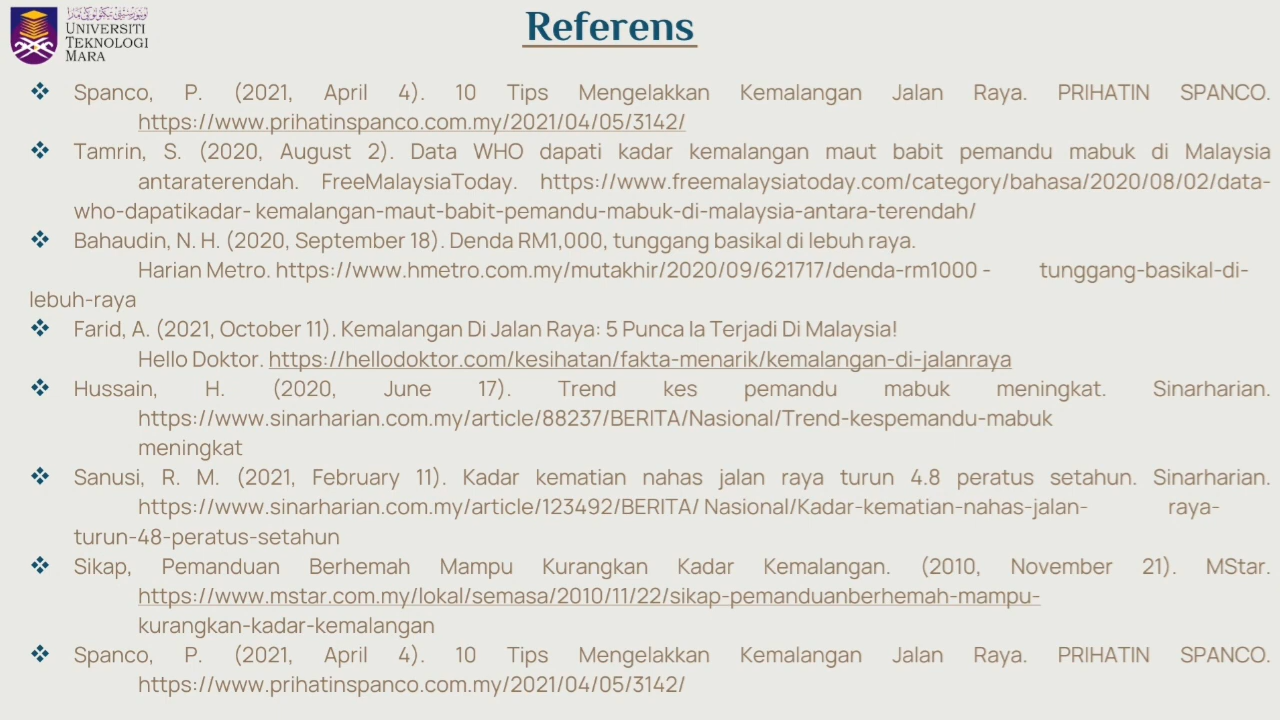 UNIVERSITI
TEKNOLOGI
MARA
Referens
❖ Spanco, P. (2021, April 4). 10 Tips Mengelakkan Kemalangan Jalan Raya. PRIHATIN SPANCO.
https://www.prihatinspanco.com.my/2021/04/05/3142/
❖ Tamrin, S. (2020, August 2). Data WHO dapati kadar kemalangan maut babit pemandu mabuk di Malaysia
antaraterendah. FreeMalaysiaToday. https://www.freemalaysiatoday.com/category/bahasa/2020/08/02/data-
who-dapatikadar- kemalangan-maut-babit-pemandu-mabuk-di-malaysia-antara-terendah/
❖ Bahaudin, N. H. (2020, September 18). Denda RM1,000, tunggang basikal di lebuh raya.
Harian Metro. https://www.hmetro.com.my/mutakhir/2020/09/621717/denda-rm1000 - tunggang-basikal-di-
lebuh-raya
❖ Farid, A. (2021, October 11). Kemalangan Di Jalan Raya: 5 Punca Ia Terjadi Di Malaysia!
Hello Doktor. https://hellodoktor.com/kesihatan/fakta-menarik/kemalangan-di-jalanraya
❖ Hussain, H. (2020, June 17). Trend kes pemandu mabuk meningkat. Sinarharian.
https://www.sinarharian.com.my/article/88237/BERITA/Nasional/Trend-kespemandu-mabuk
meningkat
❖ Sanusi, R. M. (2021, February 11). Kadar kematian nahas jalan raya turun 4.8 peratus setahun. Sinarharian.
https://www.sinarharian.com.my/article/123492/BERITA/ Nasional/Kadar-kematian-nahas-jalan- raya-
turun-48-peratus-setahun
❖ Sikap, Pemanduan Berhemah Mampu Kurangkan Kadar Kemalangan. (2010, November 21). MStar.
https://www.mstar.com.my/lokal/semasa/2010/11/22/sikap-pemanduanberhemah-mampu-
kurangkan-kadar-kemalangan
❖ Spanco, P. (2021, April 4). 10 Tips Mengelakkan Kemalangan Jalan Raya. PRIHATIN SPANCO.
https://www.prihatinspanco.com.my/2021/04/05/3142/